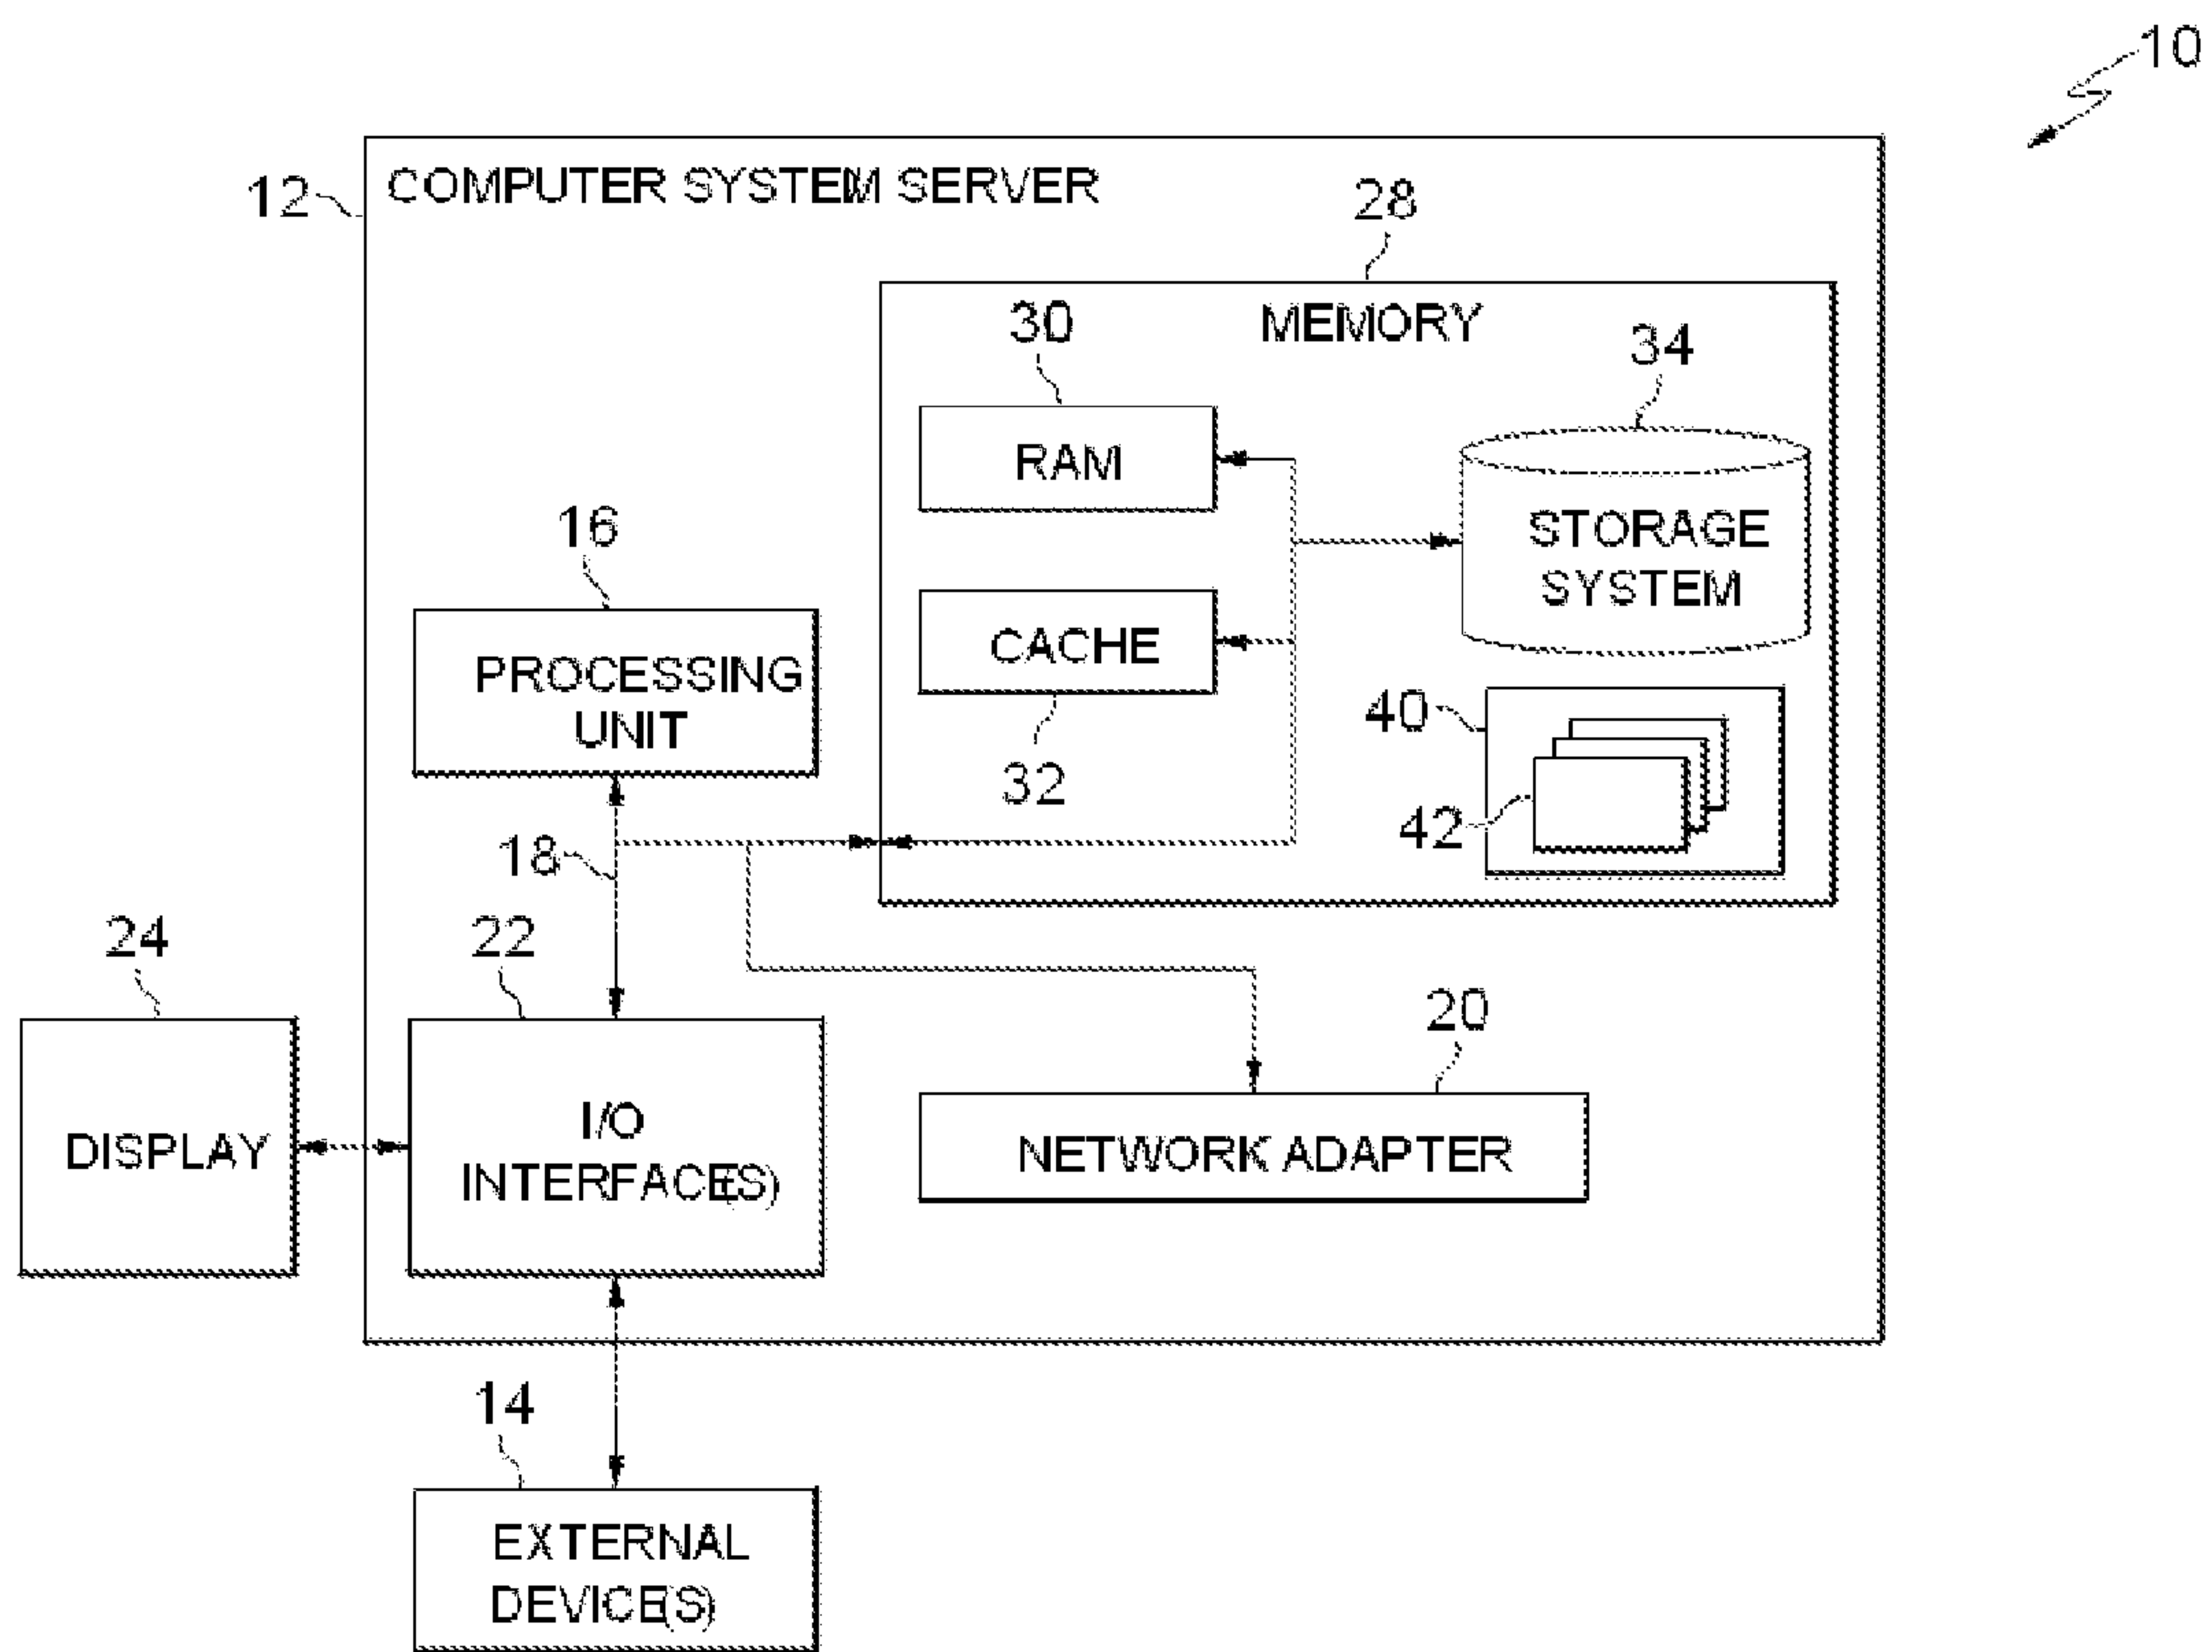 10
12
COMPUTER SYSTEM SERVER
28
MEMORY
30
34
RAM
STORAGE
SYSTEM
16
PROCESSING
UNIT
CACHE
32
40
42
18
24
22
20
DISPLAY
I/O
INTERFACE(S)
NETWORK ADAPTER
14
EXTERNAL
DEVICE(S)